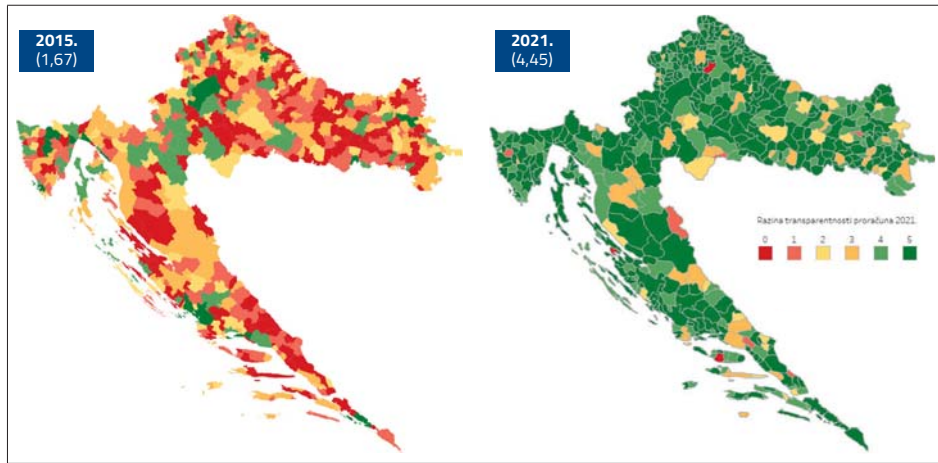 2015.
(1,67)
2021.
(4,45)
Razina transparentnosti proračuna 2021.
0 1 2 3 4 5